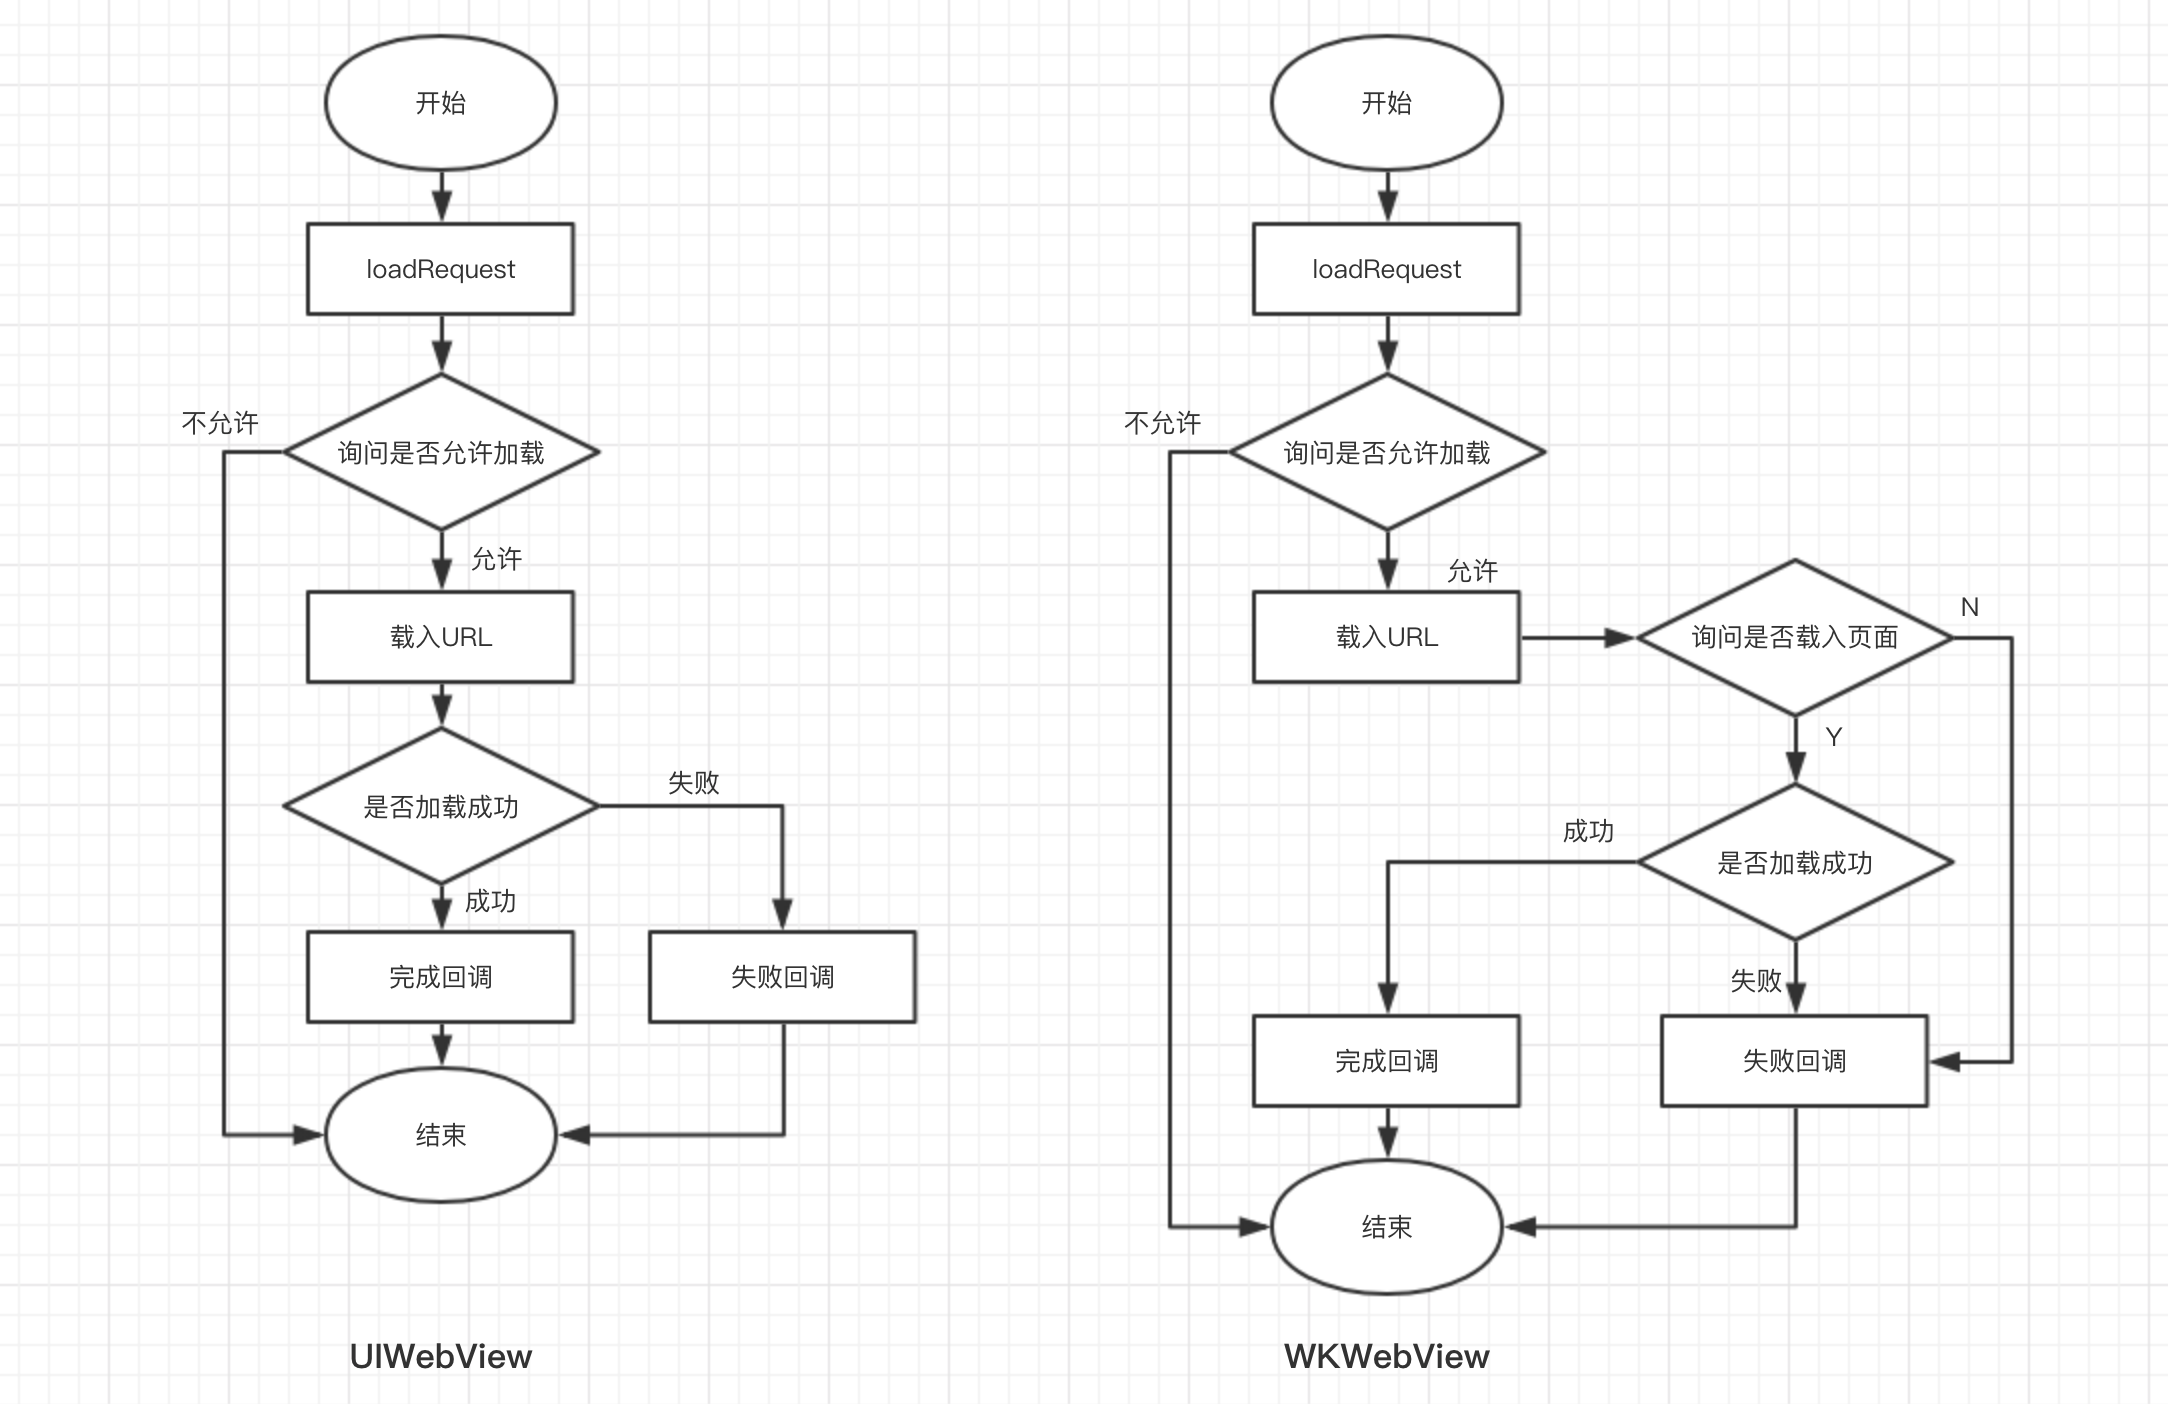 开始
loadRequest
不允许
询问是否允许加载
允许
载入URL
是否加载成功
失败
成功
完成回调
失败回调
结束
UIWebView
开始
loadRequest
不允许
询问是否允许加载
允许
载入URL
询问是否载入页面
N
Y
成功
是否加载成功
失败
完成回调
失败回调
结束
WKWebView